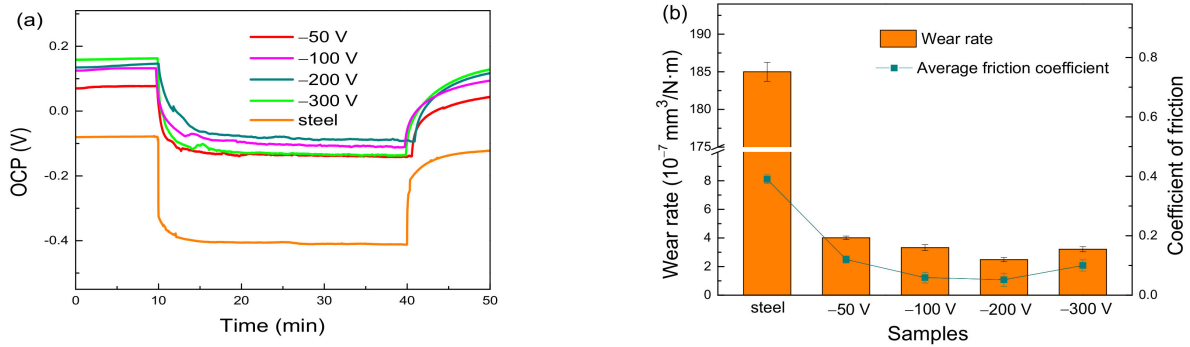 (a)
−50 V
−100 V
−200 V
−300 V
steel
0.2
0.0
-0.2
-0.4
OCP (V)
0 10 20 30 40 50
Time (min)
(b)
Wear rate
Average friction coefficient
195
190
185
180
175
8
6
4
2
0
Wear rate (10⁻⁷ mm³/N·m)
0.8
0.6
0.4
0.2
0.0
Coefficient of friction
steel −50 V −100 V −200 V −300 V
Samples